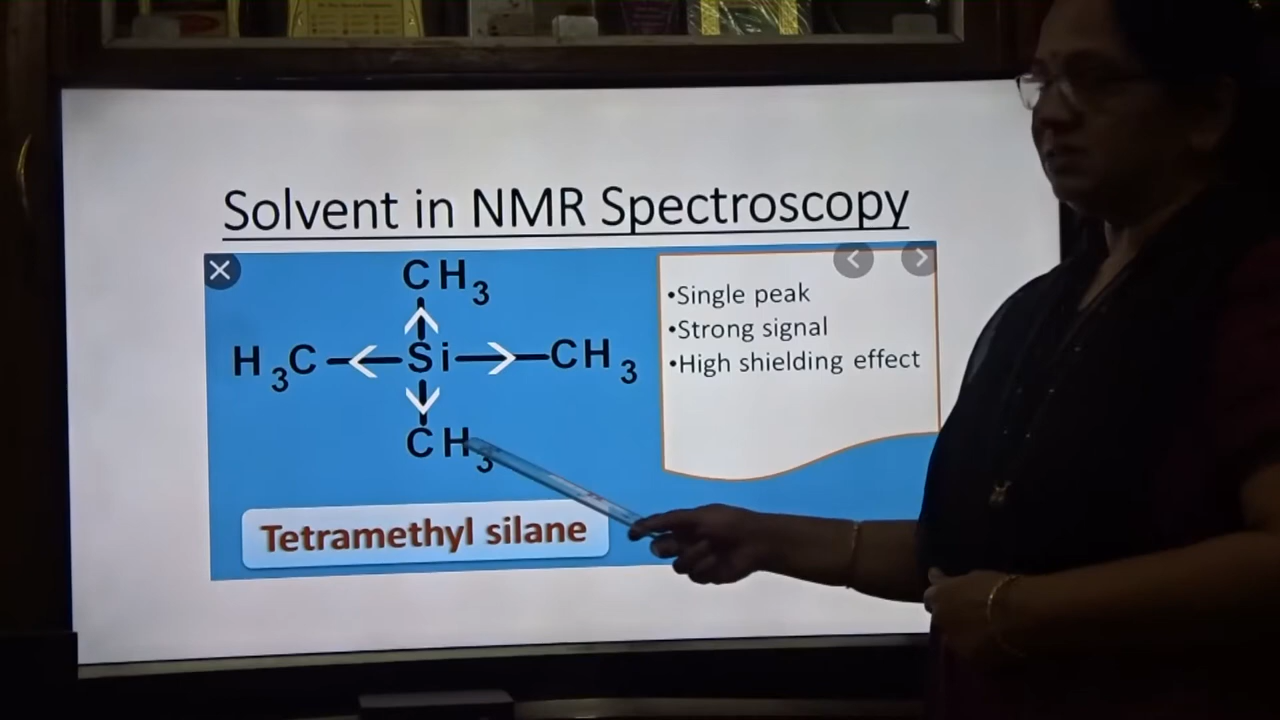 Solvent in NMR Spectroscopy
CH3
H3C Si CH3
CH3
•Single peak
•Strong signal
•High shielding effect
Tetramethyl silane